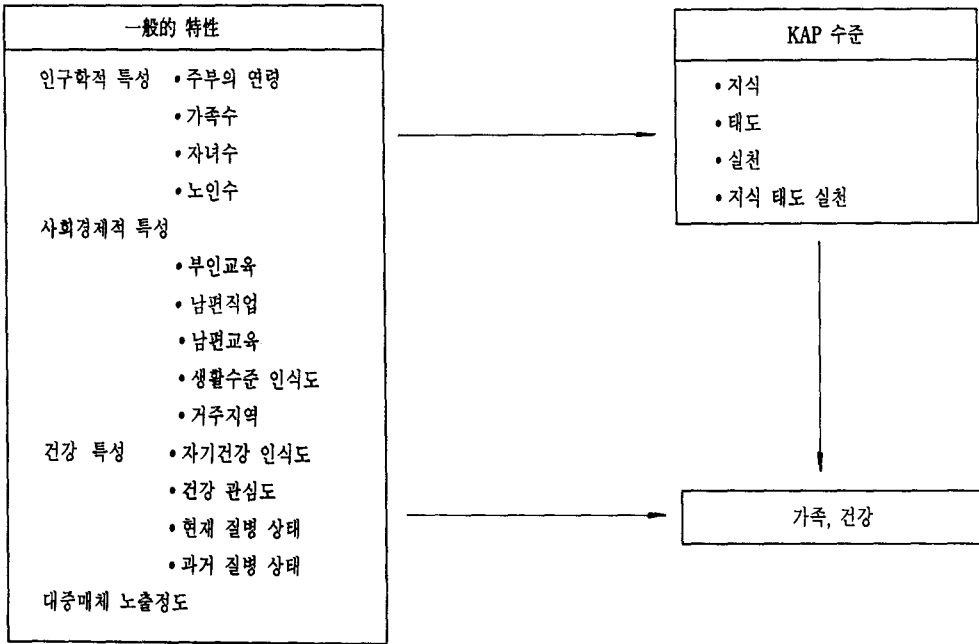 一般的 特性
인구학적 특성 • 주부의 연령
• 가족수
• 자녀수
• 노인수
사회경제적 특성
• 부인교육
• 남편직업
• 남편교육
• 생활수준 인식도
• 거주지역
건강 특성 • 자기건강 인식도
• 건강 관심도
• 현재 질병 상태
• 과거 질병 상태
대중매체 노출정도
KAP 수준
• 지식
• 태도
• 실천
• 지식 태도 실천
가족, 건강